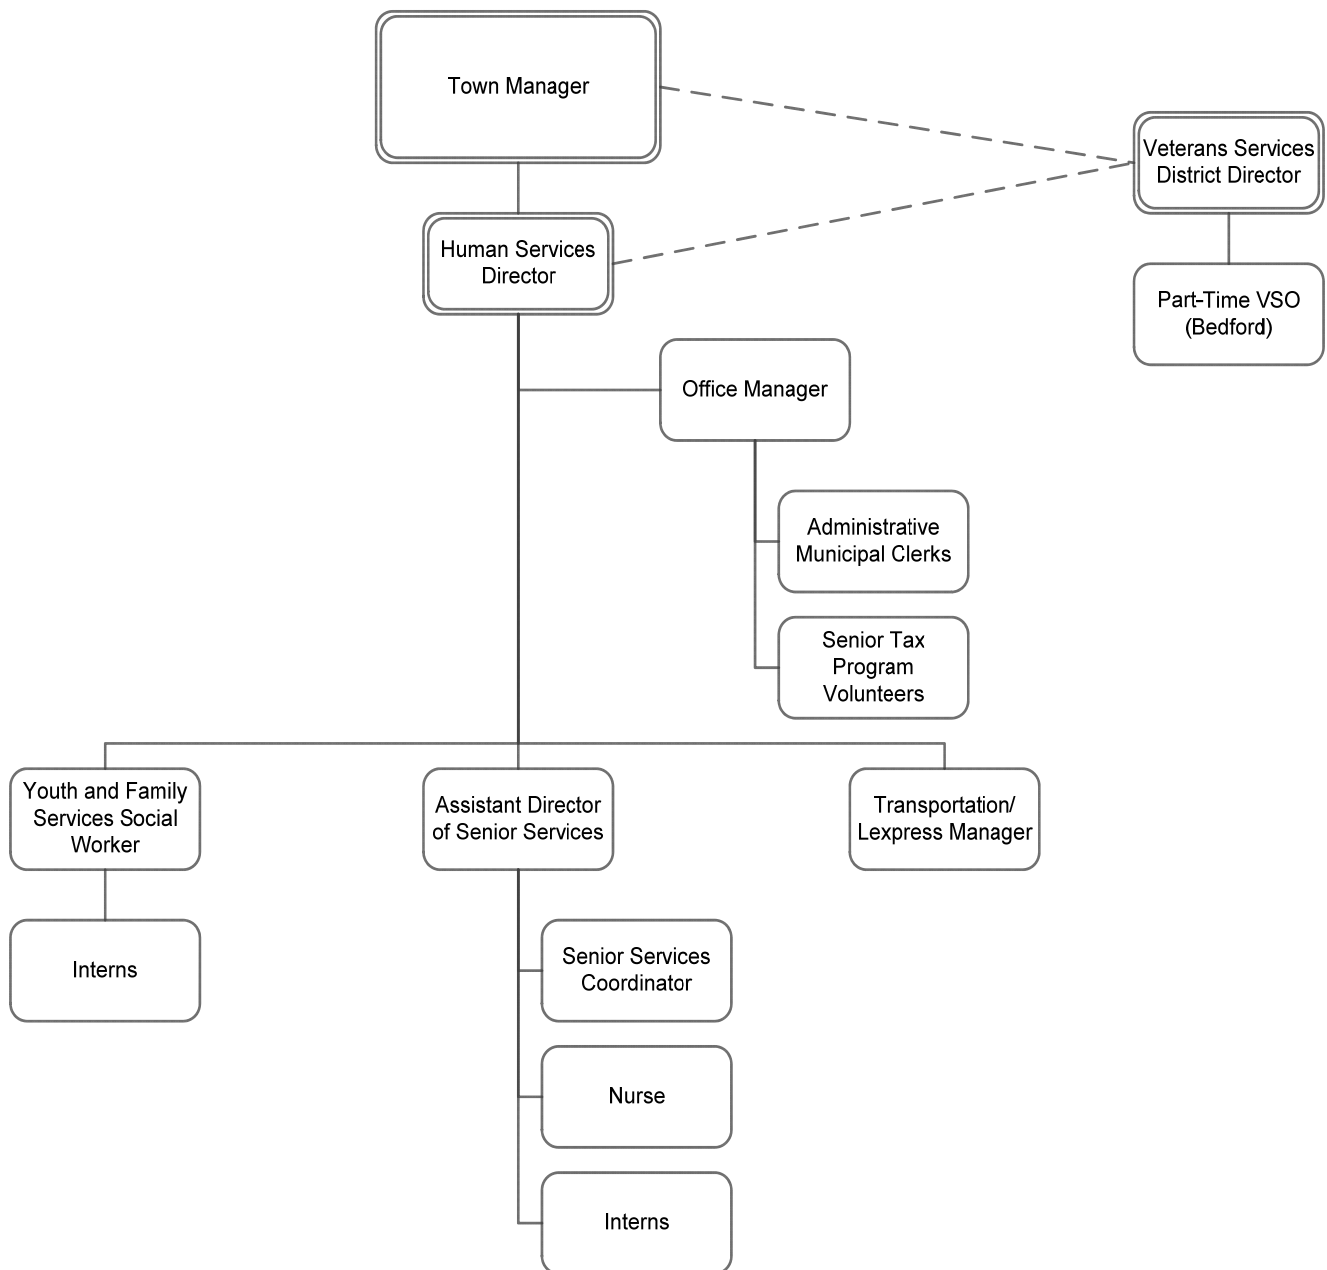 Town Manager
Veterans Services
District Director
Human Services
Director
Part-Time VSO
(Bedford)
Office Manager
Administrative
Municipal Clerks
Senior Tax
Program
Volunteers
Youth and Family
Services Social
Worker
Assistant Director
of Senior Services
Transportation/
Lexpress Manager
Interns
Senior Services
Coordinator
Nurse
Interns